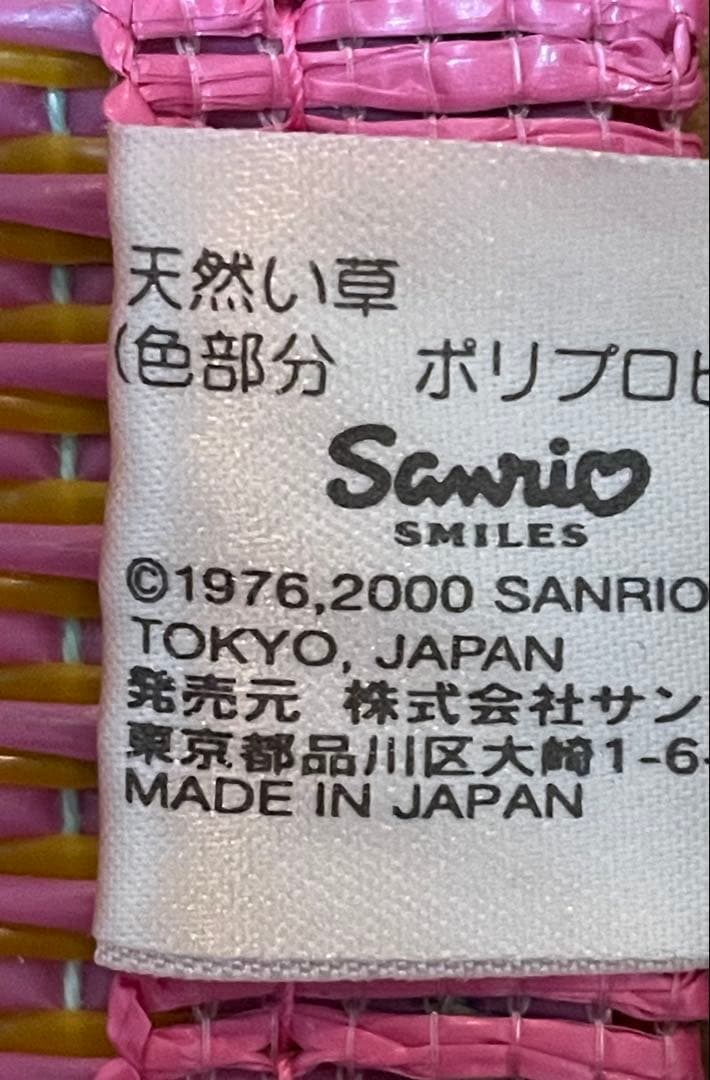 天然い草
(色部分　ポリプロピ
Sanrio
SMILES
©1976,2000 SANRIO
TOKYO, JAPAN
発売元　株式会社サン
東京都品川区大崎1-6-
MADE IN JAPAN